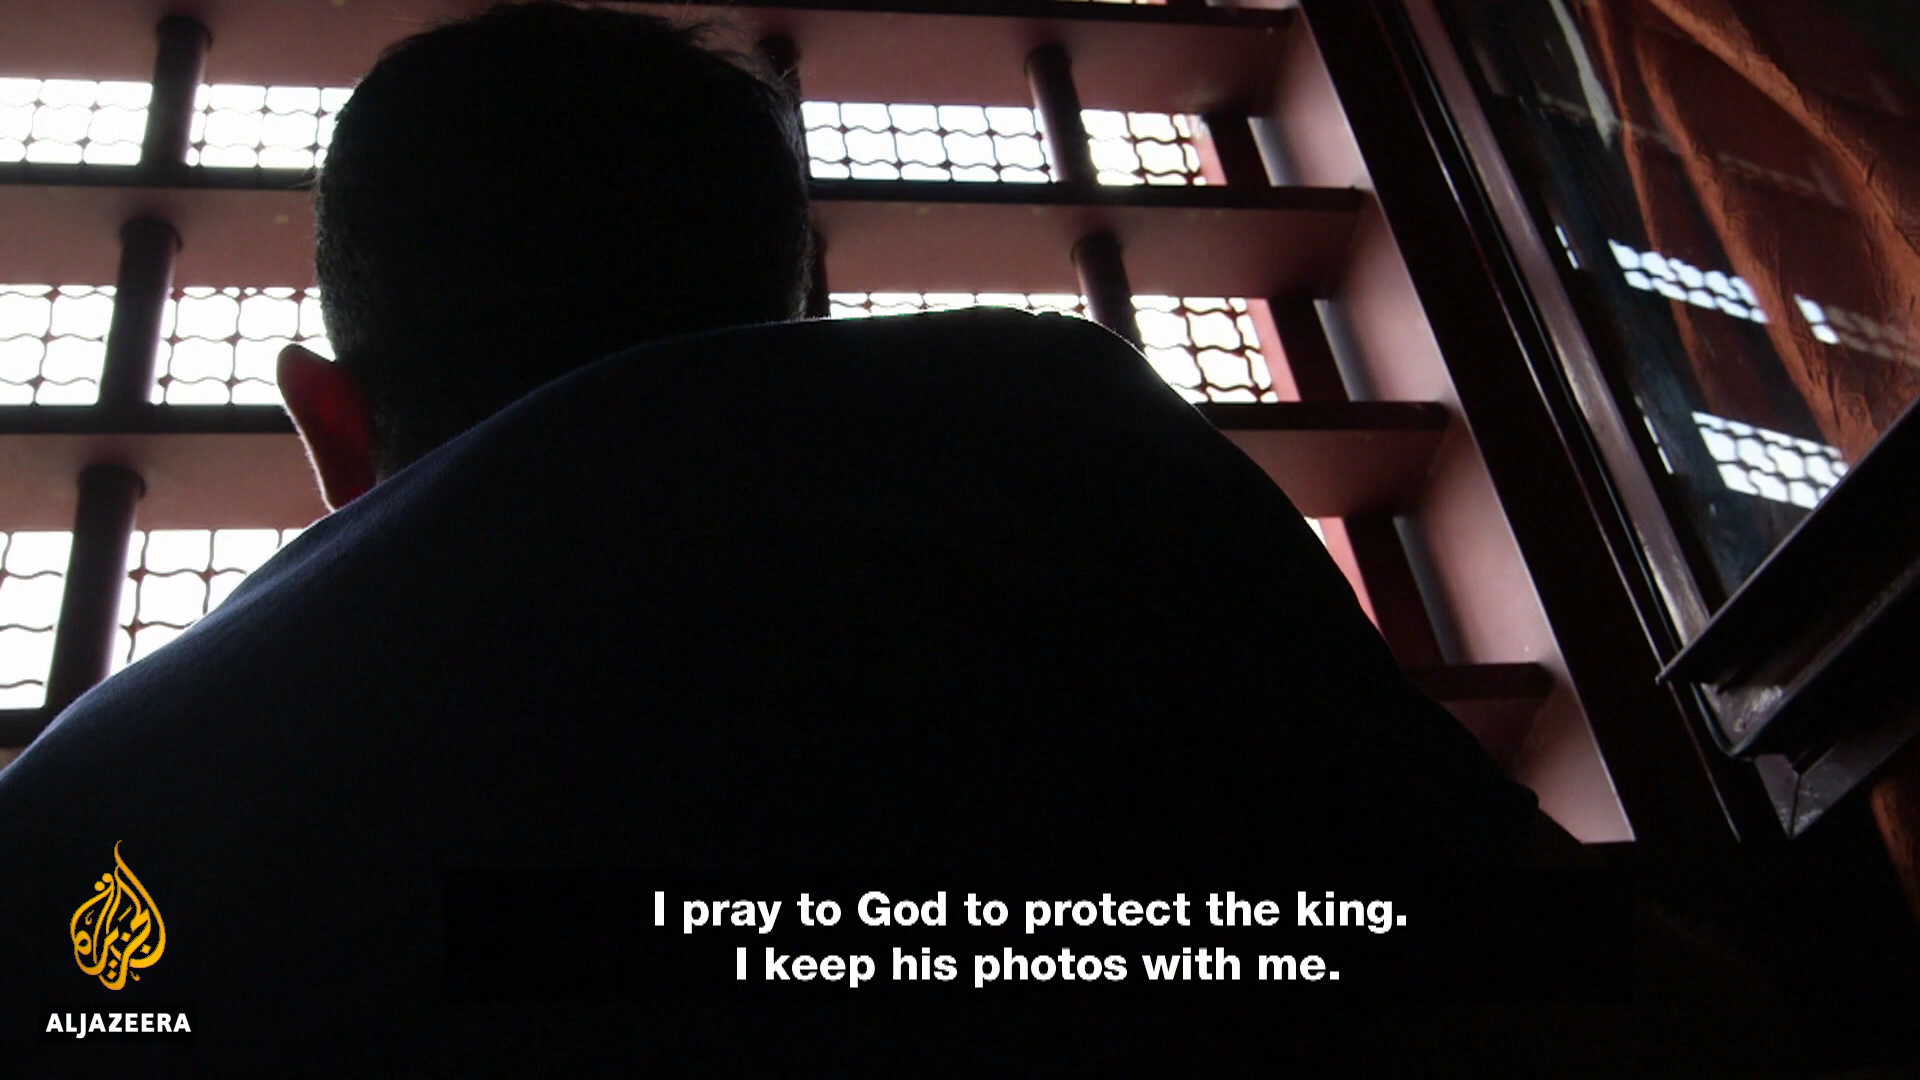 I pray to God to protect the king.
I keep his photos with me.
الجزيرة
ALJAZEERA